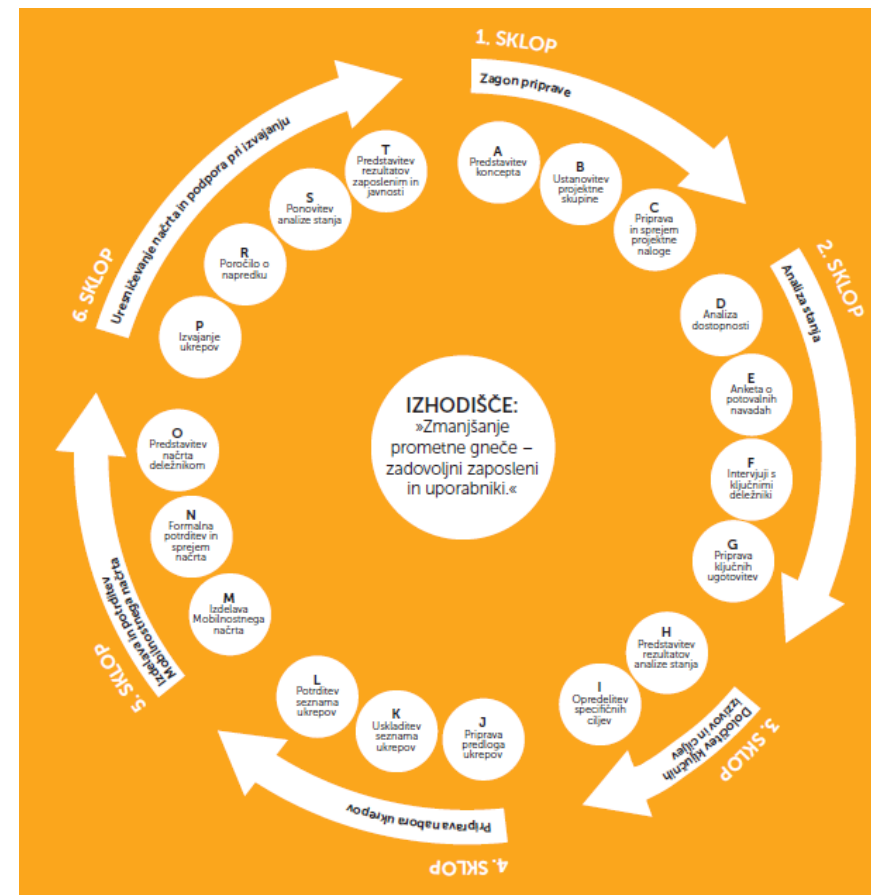 1. SKLOP
Zagon priprave
A
Predstavitev
koncepta
B
Ustanovitev
projektne
skupine
C
Priprava
in sprejem
projektne
naloge
2. SKLOP
Analiza stanja
D
Analiza
dostopnosti
E
Anketa o
potovalnih
navadah
F
Intervjuji s
ključnimi
deležniki
G
Priprava
ključnih
ugotovitev
3. SKLOP
Določitev ključnih
izzivov in ciljev
H
Predstavitev
rezultatov
analize stanja
I
Opredelitev
specifičnih
ciljev
4. SKLOP
Priprava nabora ukrepov
J
Priprava
predloga
ukrepov
K
Uskladitev
seznama
ukrepov
L
Potrditev
seznama
ukrepov
5. SKLOP
Izdelava in potrditev
Mobilnostnega načrta
M
Izdelava
Mobilnostnega
načrta
N
Formalna
potrditev in
sprejem
načrta
O
Predstavitev
načrta
deležnikom
6. SKLOP
Uresničevanje načrta in podpora pri izvajanju
P
Izvajanje
ukrepov
R
Poročilo o
napredku
S
Ponovitev
analize stanja
T
Predstavitev
rezultatov
zaposlenim in
javnosti
IZHODIŠČE:
»Zmanjšanje
prometne gneče –
zadovoljni zaposleni
in uporabniki.«